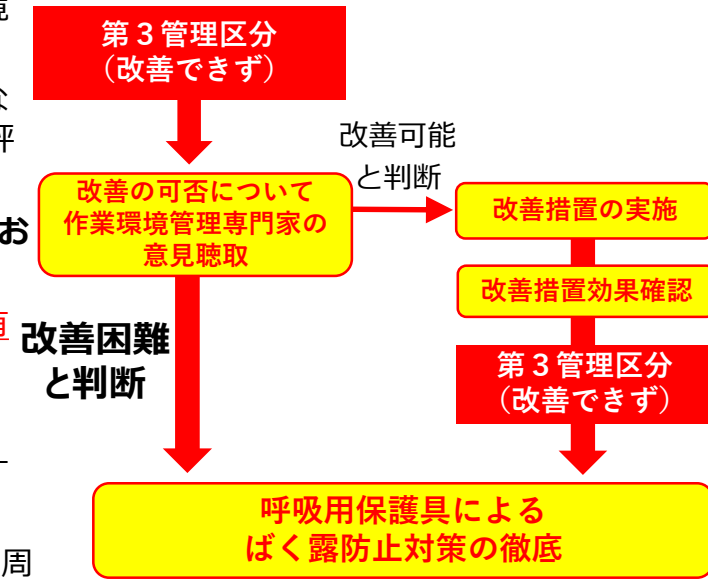 第３管理区分
（改善できず）
改善可能
と判断
改善の可否について
作業環境管理専門家の
意見聴取
改善措置の実施
お
改善措置効果確認
改善困難
と判断
第３管理区分
（改善できず）
呼吸用保護具による
ばく露防止対策の徹底
周